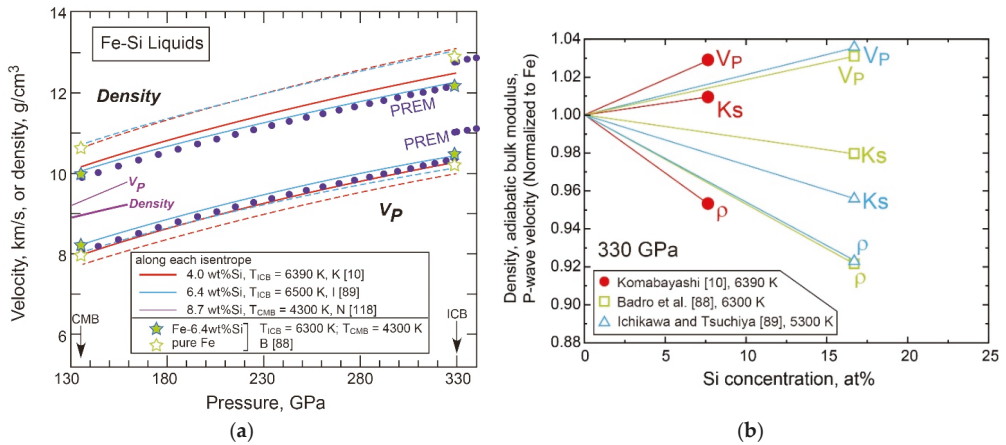 Fe-Si Liquids
Density
PREM
PREM
V_P
Density
V_P
along each isentrope
4.0 wt%Si, T_ICB = 6390 K, K [10]
6.4 wt%Si, T_ICB = 6500 K, I [89]
8.7 wt%Si, T_CMB = 4300 K, N [118]
Fe-6.4wt%Si
pure Fe
T_ICB = 6300 K; T_CMB = 4300 K
B [88]
CMB
ICB
14
13
12
11
10
9
8
7
6
130
180
230
280
330
Velocity, km/s, or density, g/cm³
Pressure, GPa
(a)
1.04
1.02
1.00
0.98
0.96
0.94
0.92
0.90
0.88
0
5
10
15
20
25
Density, adiabatic bulk modulus,
P-wave velocity (Normalized to Fe)
V_P
Ks
ρ
V_P
V_P
Ks
Ks
ρ
ρ
330 GPa
Komabayashi [10], 6390 K
Badro et al. [88], 6300 K
Ichikawa and Tsuchiya [89], 5300 K
Si concentration, at%
(b)